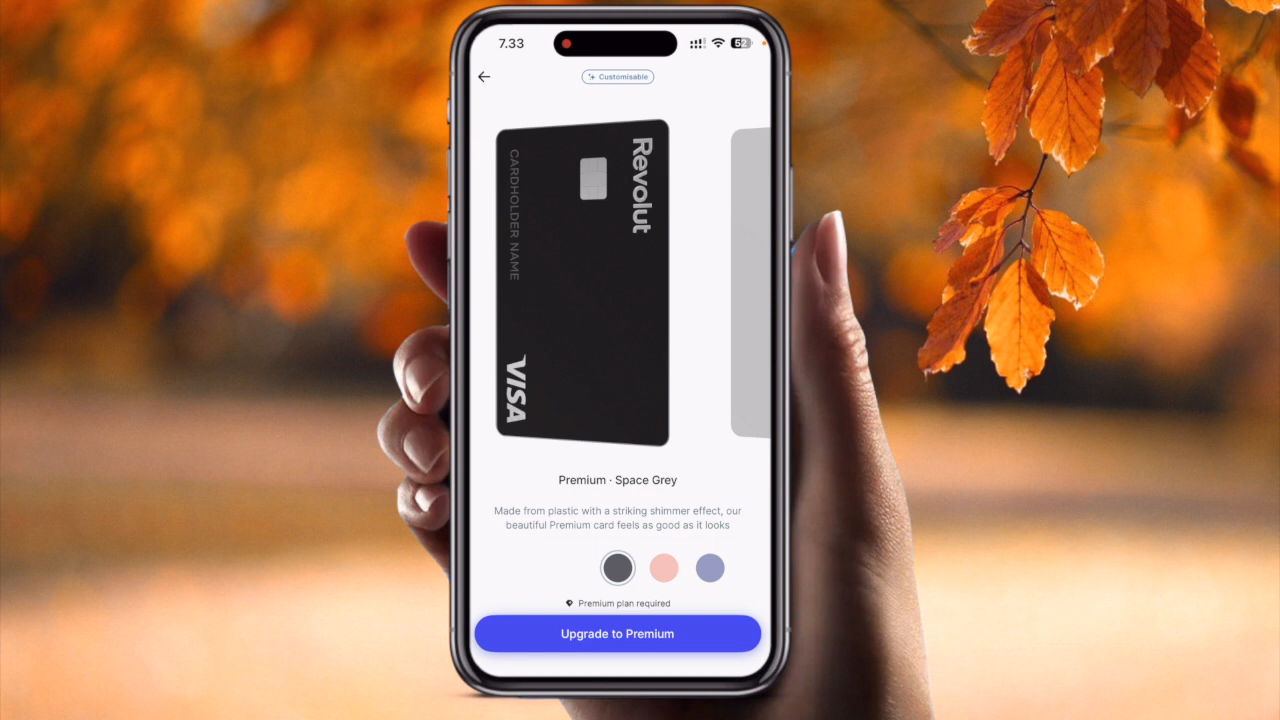 7.33
52
Customisable
Revolut
CARDHOLDER NAME
VISA
Premium · Space Grey
Made from plastic with a striking shimmer effect, our
beautiful Premium card feels as good as it looks
Premium plan required
Upgrade to Premium